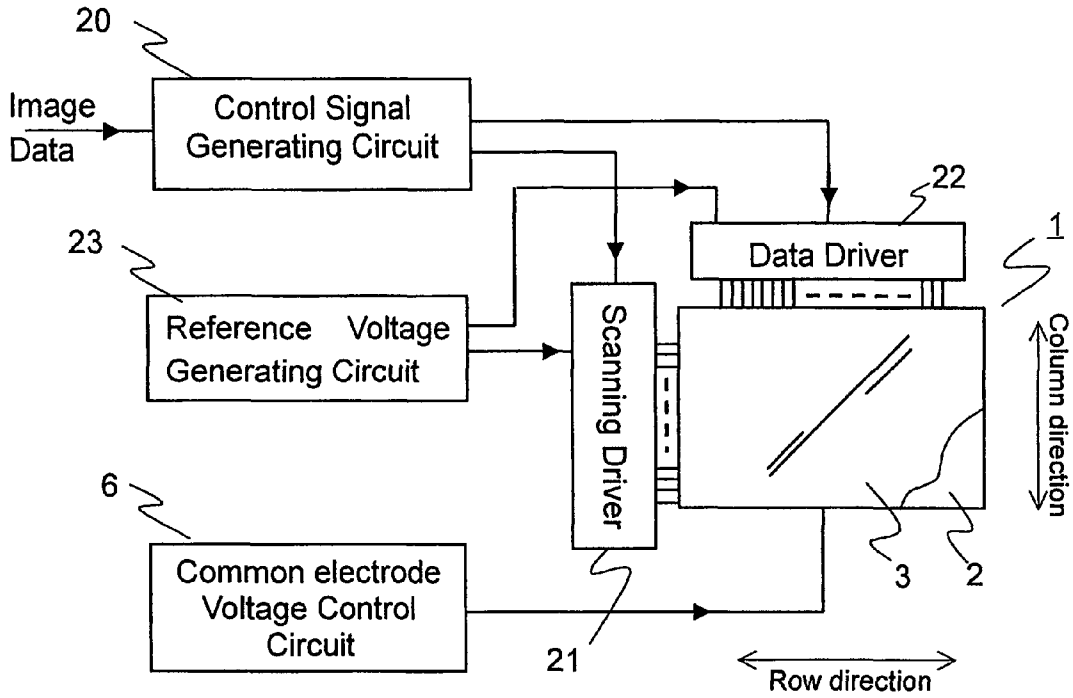 20
Image
Data
Control Signal
Generating Circuit
22
1
Data Driver
23
Reference Voltage
Generating Circuit
Scanning Driver
Column direction
6
Common electrode
Voltage Control
Circuit
21
3
2
Row direction